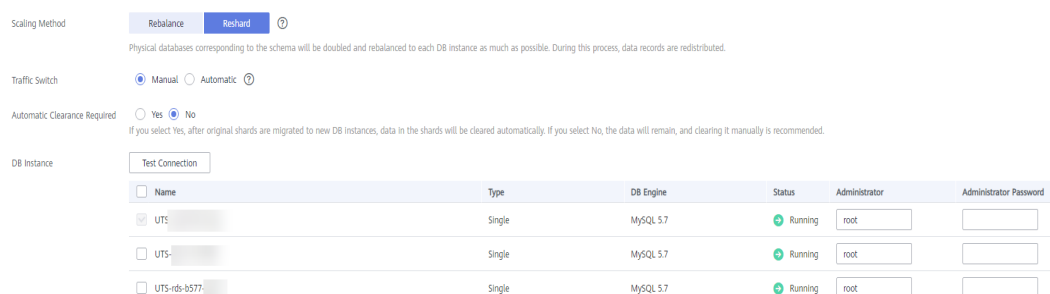 Scaling Method Rebalance Reshard ?
Physical databases corresponding to the schema will be doubled and rebalanced to each DB instance as much as possible. During this process, data records are redistributed.
Traffic Switch Manual Automatic ?
Automatic Clearance Required Yes No
If you select Yes, after original shards are migrated to new DB instances, data in the shards will be cleared automatically. If you select No, the data will remain, and clearing it manually is recommended.
DB Instance Test Connection
Name Type DB Engine Status Administrator Administrator Password
Single MySQL 5.7 Running root
UTS- Single MySQL 5.7 Running root
UTS-rds-b577- Single MySQL 5.7 Running root